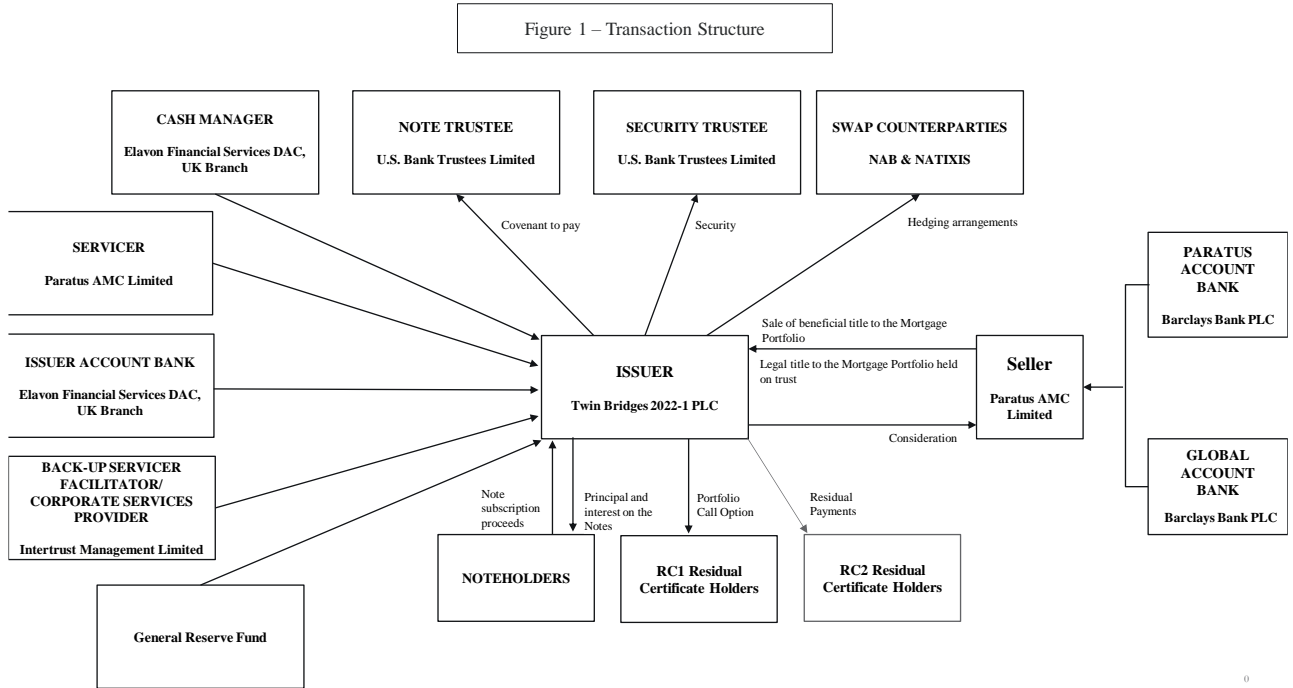 Figure 1 – Transaction Structure
CASH MANAGER
Elavon Financial Services DAC,
UK Branch
NOTE TRUSTEE
U.S. Bank Trustees Limited
SECURITY TRUSTEE
U.S. Bank Trustees Limited
SWAP COUNTERPARTIES
NAB & NATIXIS
Covenant to pay
Security
Hedging arrangements
SERVICER
Paratus AMC Limited
PARATUS
ACCOUNT
BANK
Barclays Bank PLC
ISSUER ACCOUNT BANK
Elavon Financial Services DAC,
UK Branch
ISSUER
Twin Bridges 2022-1 PLC
Sale of beneficial title to the Mortgage
Portfolio
Legal title to the Mortgage Portfolio held
on trust
Consideration
Seller
Paratus AMC
Limited
BACK-UP SERVICER
FACILITATOR/
CORPORATE SERVICES
PROVIDER
Intertrust Management Limited
GLOBAL
ACCOUNT
BANK
Barclays Bank PLC
Note
subscription
proceeds
Principal and
interest on the
Notes
Portfolio
Call Option
Residual
Payments
NOTEHOLDERS
RC1 Residual
Certificate Holders
RC2 Residual
Certificate Holders
General Reserve Fund
0